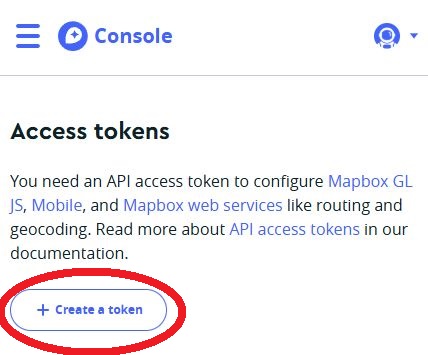 Console
Access tokens
You need an API access token to configure Mapbox GL
JS, Mobile, and Mapbox web services like routing and
geocoding. Read more about API access tokens in our
documentation.
+ Create a token